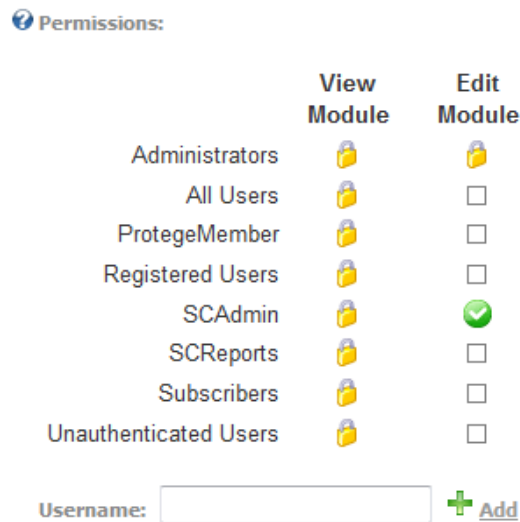 Permissions:
View Edit
Module Module
Administrators
All Users
ProtegeMember
Registered Users
SCAdmin
SCReports
Subscribers
Unauthenticated Users
Username: Add